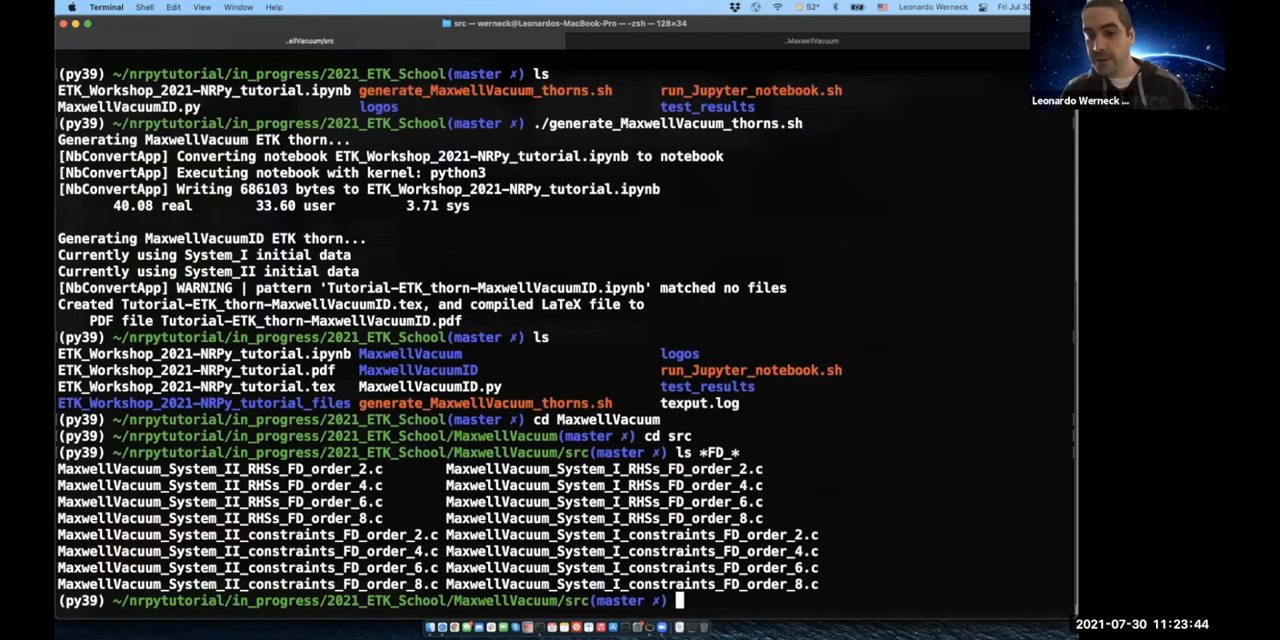 Terminal Shell Edit View Window Help 52° Leonardo Werneck Fri Jul 30
src — werneck@Leonardos-MacBook-Pro — -zsh — 128×34
..ellVacuum/src ..MaxwellVacuum
(py39) ~/nrpytutorial/in_progress/2021_ETK_School(master ✗) ls
ETK_Workshop_2021-NRPy_tutorial.ipynb generate_MaxwellVacuum_thorns.sh run_Jupyter_notebook.sh
MaxwellVacuumID.py logos test_results
(py39) ~/nrpytutorial/in_progress/2021_ETK_School(master ✗) ./generate_MaxwellVacuum_thorns.sh
Generating MaxwellVacuum ETK thorn...
[NbConvertApp] Converting notebook ETK_Workshop_2021-NRPy_tutorial.ipynb to notebook
[NbConvertApp] Executing notebook with kernel: python3
[NbConvertApp] Writing 686103 bytes to ETK_Workshop_2021-NRPy_tutorial.ipynb
40.08 real 33.60 user 3.71 sys
Generating MaxwellVacuumID ETK thorn...
Currently using System_I initial data
Currently using System_II initial data
[NbConvertApp] WARNING | pattern 'Tutorial-ETK_thorn-MaxwellVacuumID.ipynb' matched no files
Created Tutorial-ETK_thorn-MaxwellVacuumID.tex, and compiled LaTeX file to
PDF file Tutorial-ETK_thorn-MaxwellVacuumID.pdf
(py39) ~/nrpytutorial/in_progress/2021_ETK_School(master ✗) ls
ETK_Workshop_2021-NRPy_tutorial.ipynb MaxwellVacuum logos
ETK_Workshop_2021-NRPy_tutorial.pdf MaxwellVacuumID run_Jupyter_notebook.sh
ETK_Workshop_2021-NRPy_tutorial.tex MaxwellVacuumID.py test_results
ETK_Workshop_2021-NRPy_tutorial_files generate_MaxwellVacuum_thorns.sh texput.log
(py39) ~/nrpytutorial/in_progress/2021_ETK_School(master ✗) cd MaxwellVacuum
(py39) ~/nrpytutorial/in_progress/2021_ETK_School/MaxwellVacuum(master ✗) cd src
(py39) ~/nrpytutorial/in_progress/2021_ETK_School/MaxwellVacuum/src(master ✗) ls *FD_*
MaxwellVacuum_System_II_RHSs_FD_order_2.c MaxwellVacuum_System_I_RHSs_FD_order_2.c
MaxwellVacuum_System_II_RHSs_FD_order_4.c MaxwellVacuum_System_I_RHSs_FD_order_4.c
MaxwellVacuum_System_II_RHSs_FD_order_6.c MaxwellVacuum_System_I_RHSs_FD_order_6.c
MaxwellVacuum_System_II_RHSs_FD_order_8.c MaxwellVacuum_System_I_RHSs_FD_order_8.c
MaxwellVacuum_System_II_constraints_FD_order_2.c MaxwellVacuum_System_I_constraints_FD_order_2.c
MaxwellVacuum_System_II_constraints_FD_order_4.c MaxwellVacuum_System_I_constraints_FD_order_4.c
MaxwellVacuum_System_II_constraints_FD_order_6.c MaxwellVacuum_System_I_constraints_FD_order_6.c
MaxwellVacuum_System_II_constraints_FD_order_8.c MaxwellVacuum_System_I_constraints_FD_order_8.c
(py39) ~/nrpytutorial/in_progress/2021_ETK_School/MaxwellVacuum/src(master ✗)
Leonardo Werneck ...
2021-07-30 11:23:44